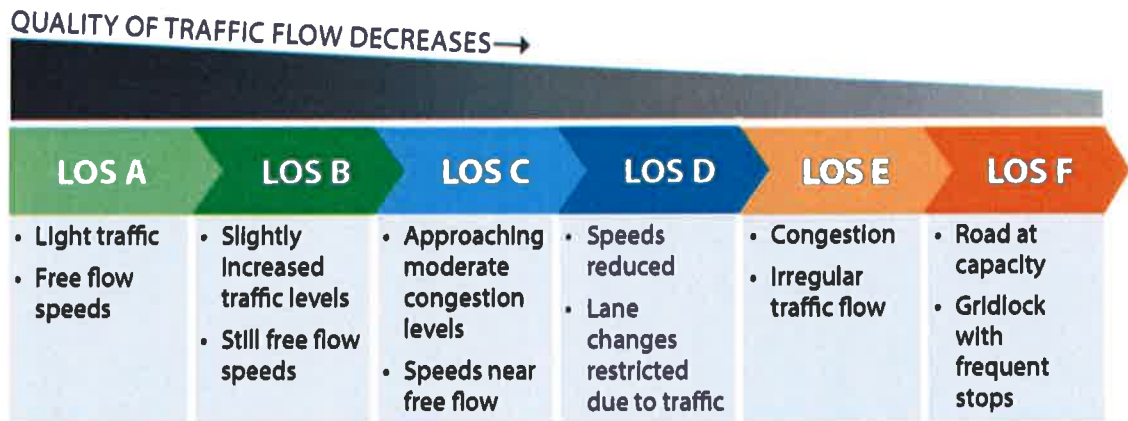 QUALITY OF TRAFFIC FLOW DECREASES→
LOS A
LOS B
LOS C
LOS D
LOS E
LOS F
• Light traffic
• Free flow
speeds
• Slightly
increased
traffic levels
• Still free flow
speeds
• Approaching
moderate
congestion
levels
• Speeds near
free flow
• Speeds
reduced
• Lane
changes
restricted
due to traffic
• Congestion
• Irregular
traffic flow
• Road at
capacity
• Gridlock
with
frequent
stops